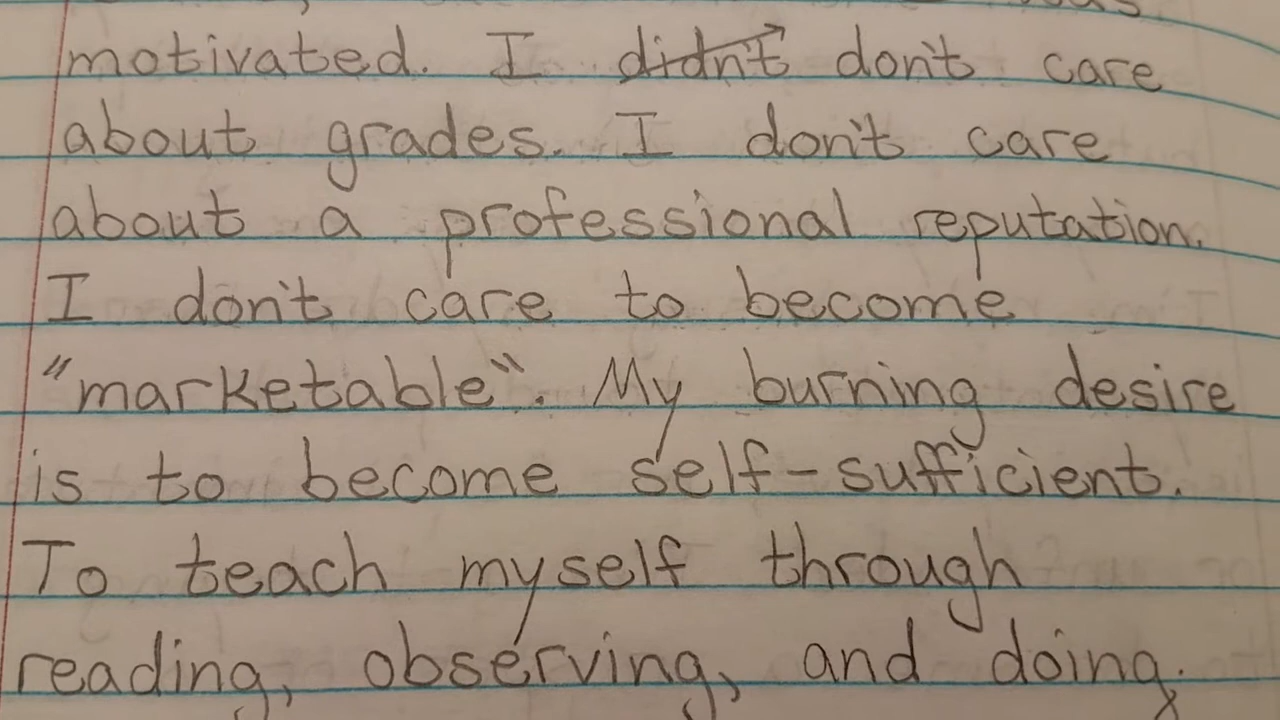 motivated. I didn't don't care
about grades. I don't care
about a professional reputation.
I don't care to become
"marketable". My burning desire
is to become self-sufficient.
To teach myself through
reading, observing, and doing.